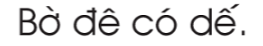 Bờ đê có dế.